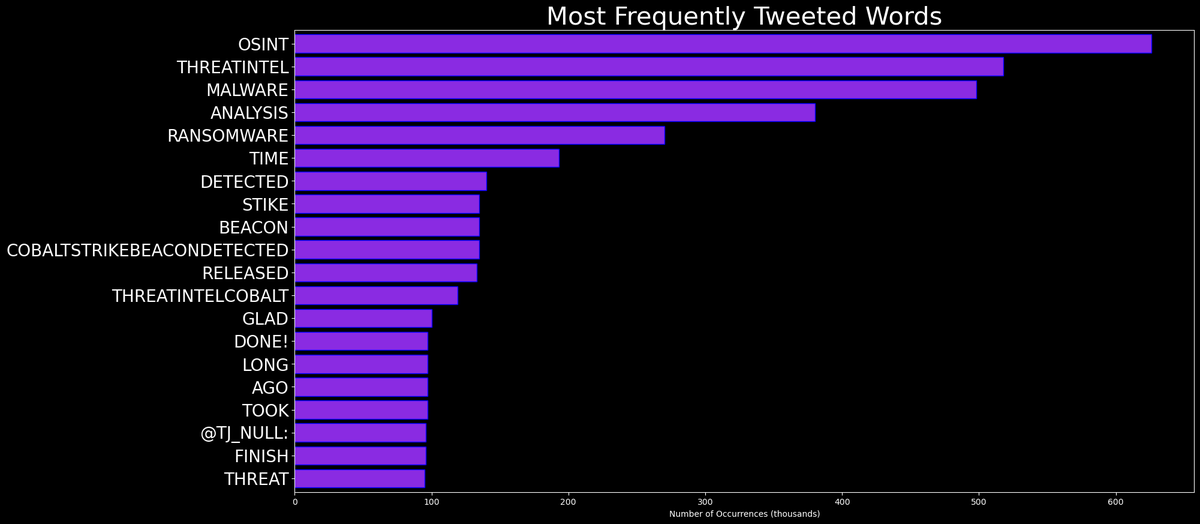 Most Frequently Tweeted Words
OSINT
THREATINTEL
MALWARE
ANALYSIS
RANSOMWARE
TIME
DETECTED
STIKE
BEACON
COBALTSTRIKEBEACONDETECTED
RELEASED
THREATINTELCOBALT
GLAD
DONE!
LONG
AGO
TOOK
@TJ_NULL:
FINISH
THREAT
0 100 200 300 400 500 600
Number of Occurrences (thousands)